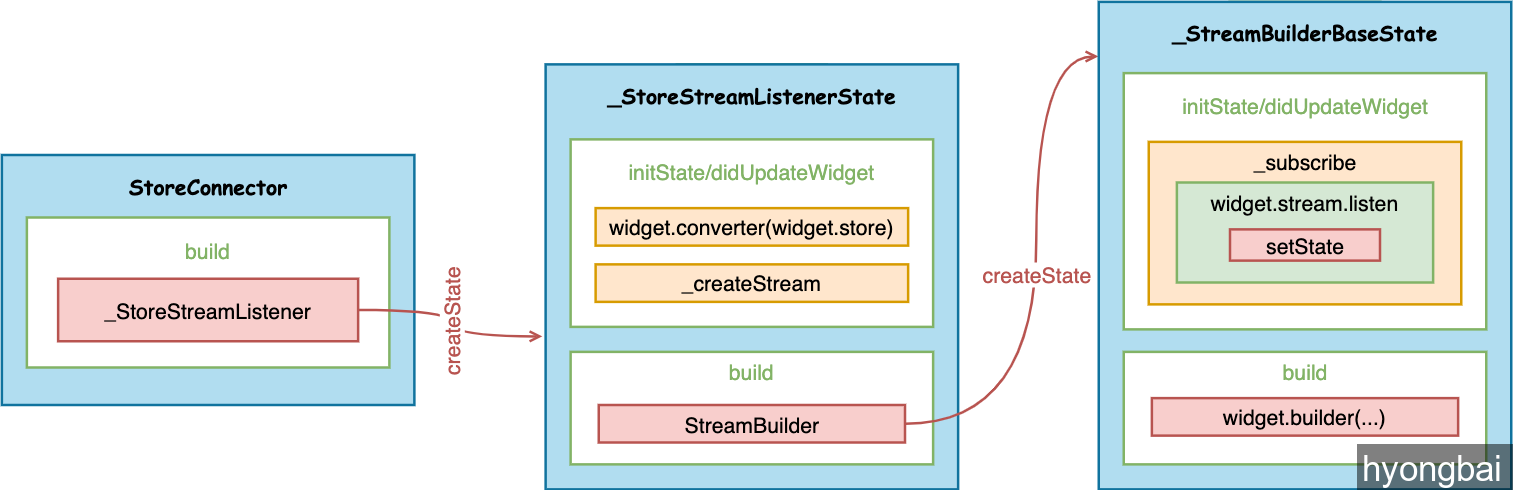 StoreConnector
build
_StoreStreamListener
createState
_StoreStreamListenerState
initState/didUpdateWidget
widget.converter(widget.store)
_createStream
build
StreamBuilder
createState
_StreamBuilderBaseState
initState/didUpdateWidget
_subscribe
widget.stream.listen
setState
build
widget.builder(...)
hyongbai